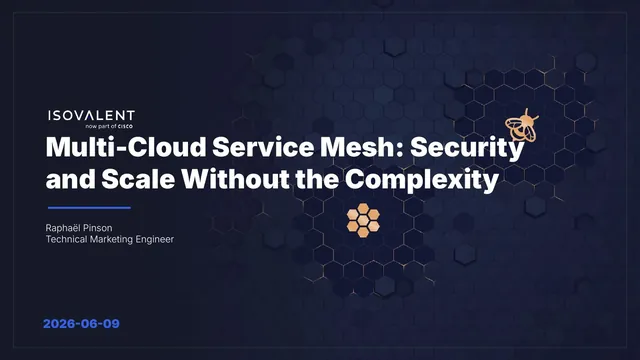 ISOVALENT
now part of CISCO
Multi-Cloud Service Mesh: Security
and Scale Without the Complexity
Raphaël Pinson
Technical Marketing Engineer
2026-06-09